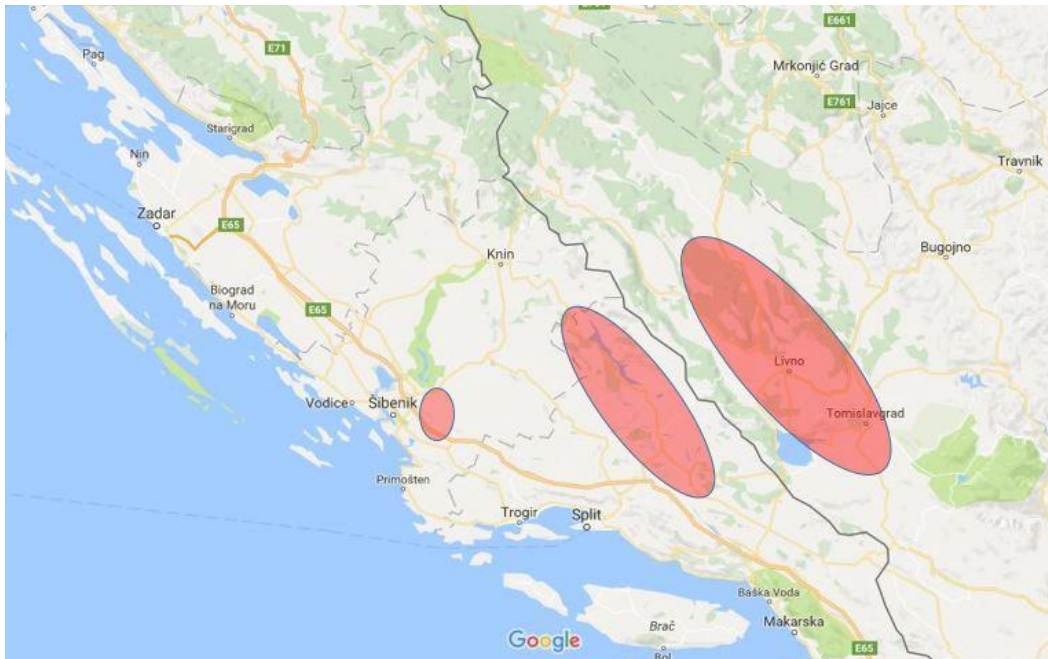 E661
E71
Pag
Mrkonjić Grad
E761
Jajce
Starigrad
Nin
Travnik
Zadar
E65
Bugojno
Knin
Biograd
na Moru
E65
Livno
Vodice
Šibenik
Tomislavgrad
Primošten
Trogir
Split
Baška Voda
Brač
Makarska
Google
E65
Bol